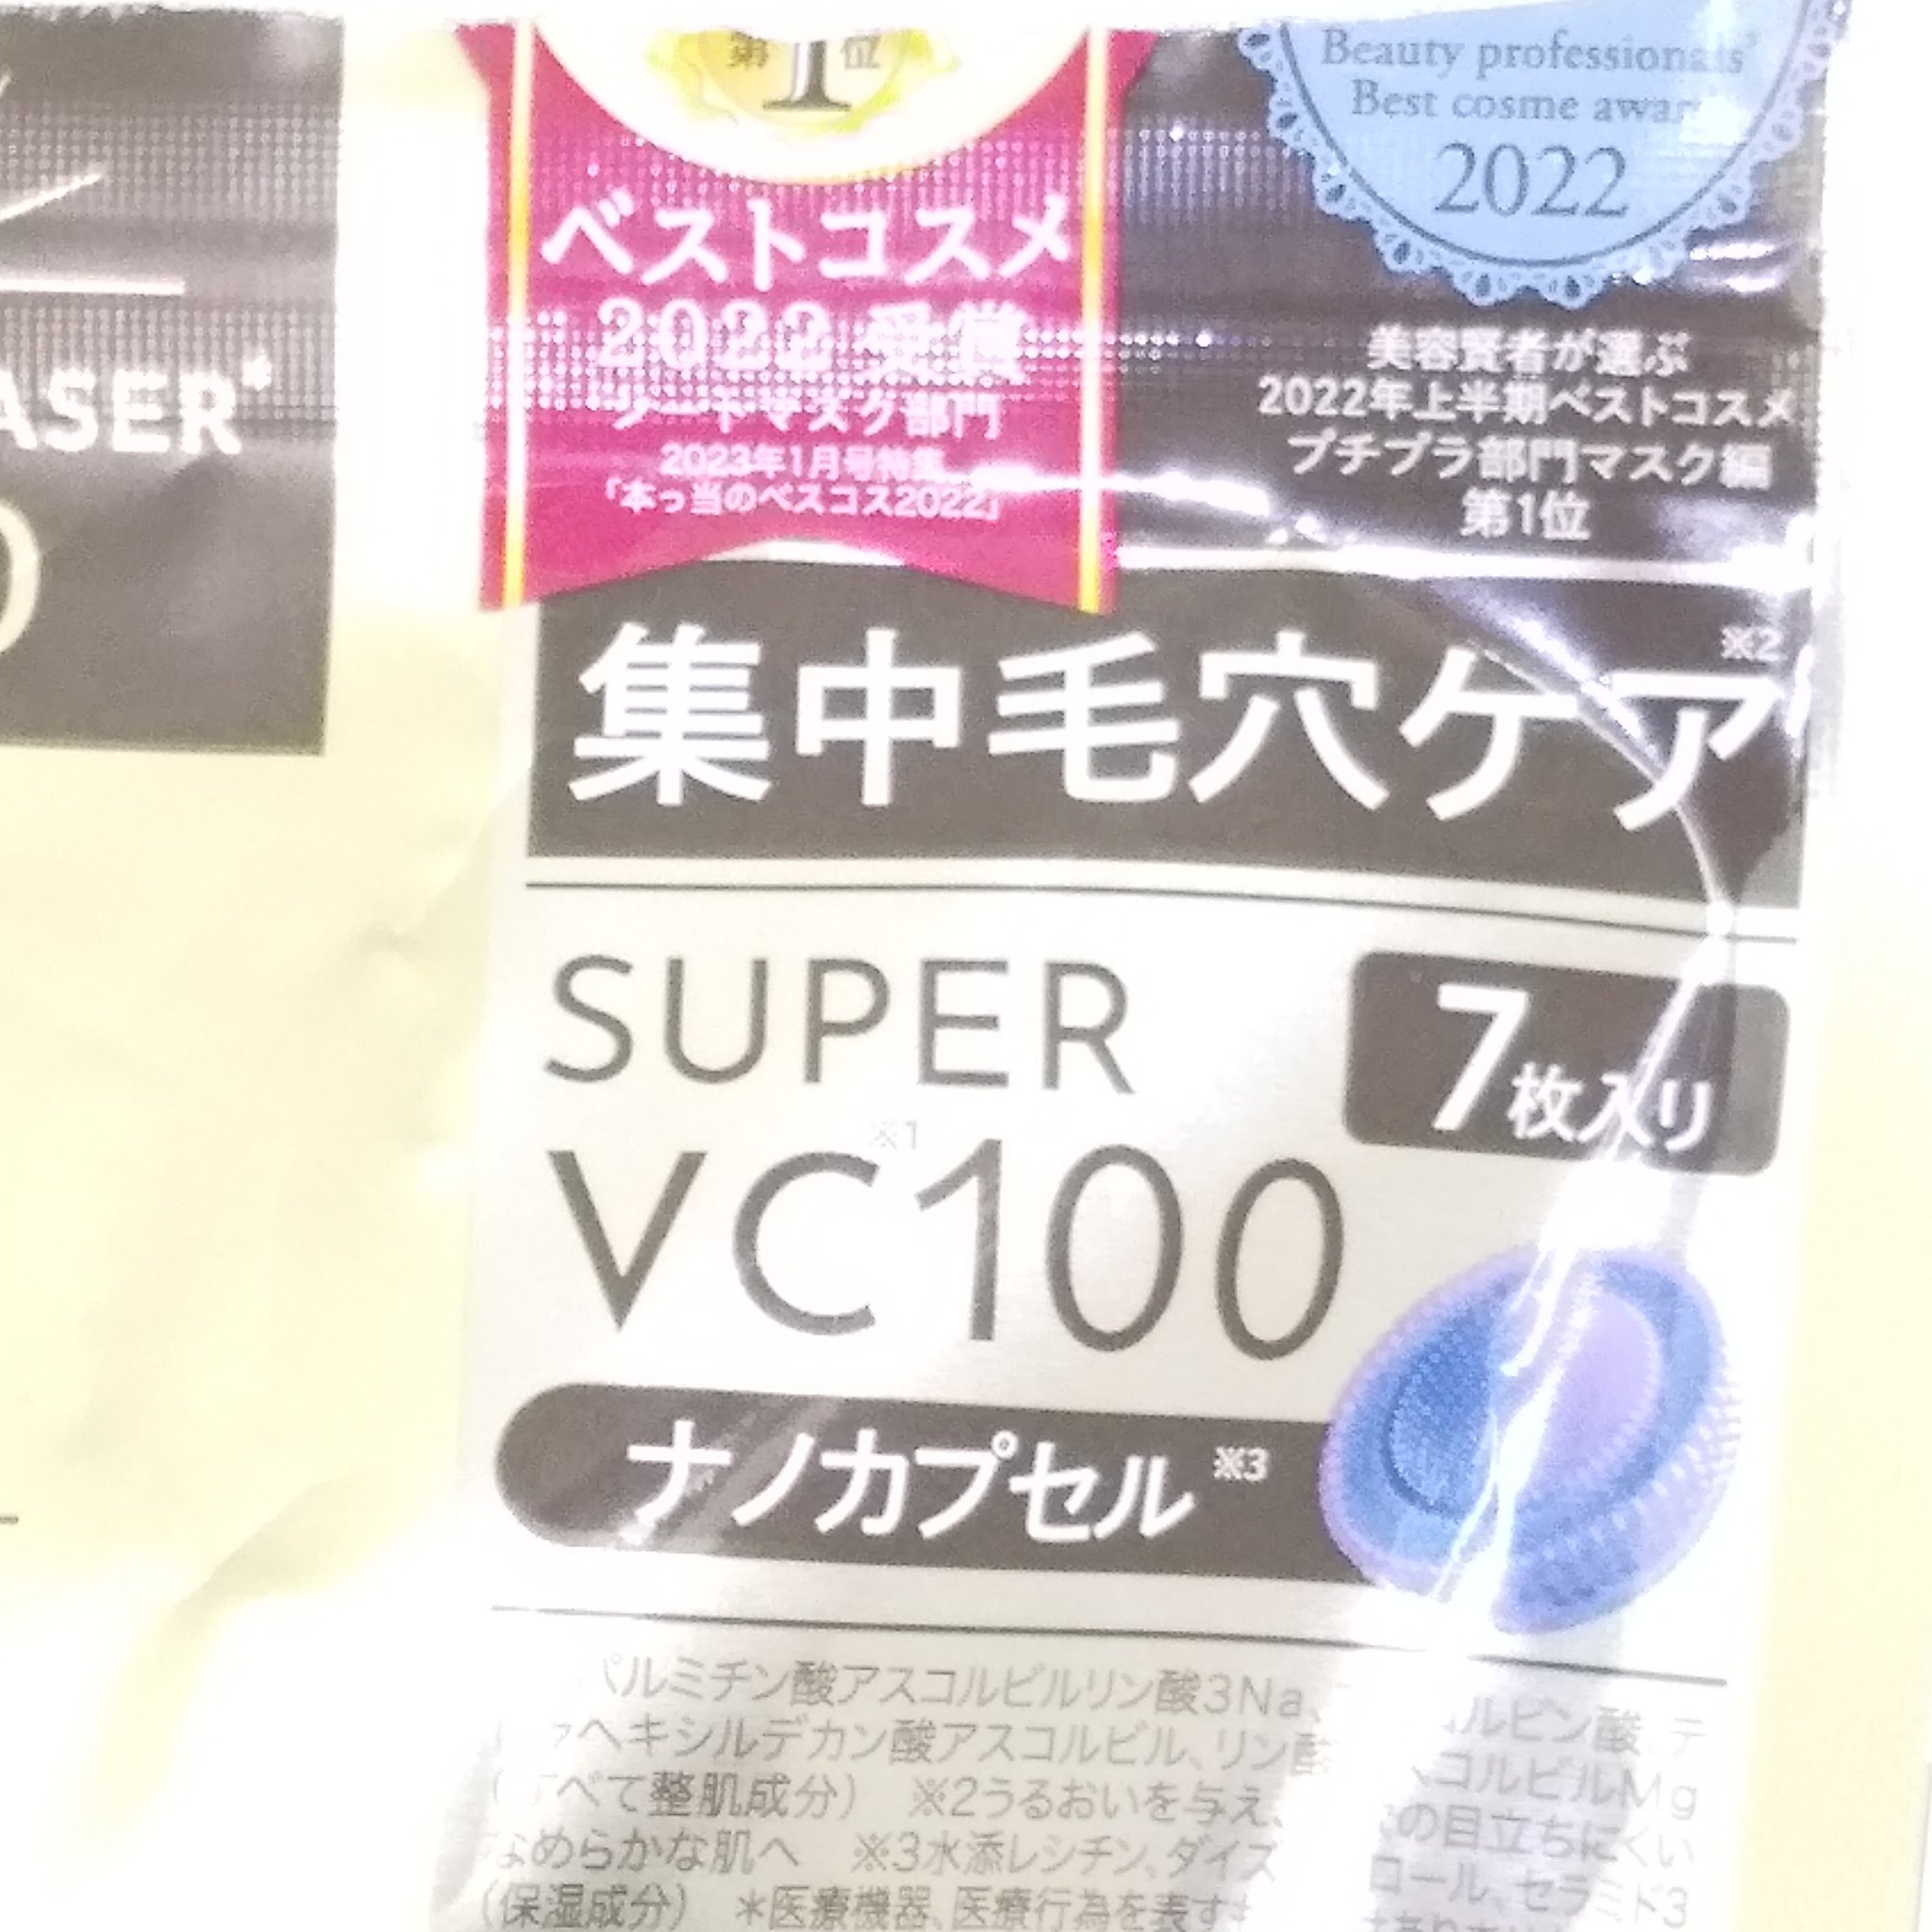 ASER*
第1位
ベストコスメ
2022 受賞
シートマスク部門
2023年1月号特集
「本っ当のベスコス2022」
Beauty professionals'
Best cosme
2022
美容賢者が選ぶ
2022年上半期ベストコスメ
プチプラ部門マスク編
第1位
集中毛穴ケア※2
SUPER
7枚入り
VC※1100
ナノカプセル※3
パルミチン酸アスコルビルリン酸3Na、
ヘキシルデカン酸アスコルビル、リン酸 アスコルビルMg
(すべて整肌成分) ※2うるおいを与え、 の目立ちにくい
なめらかな肌へ ※3水添レシチン、ダイズ コール、セラミド3
(保湿成分) *医療機器、医療行為を表す